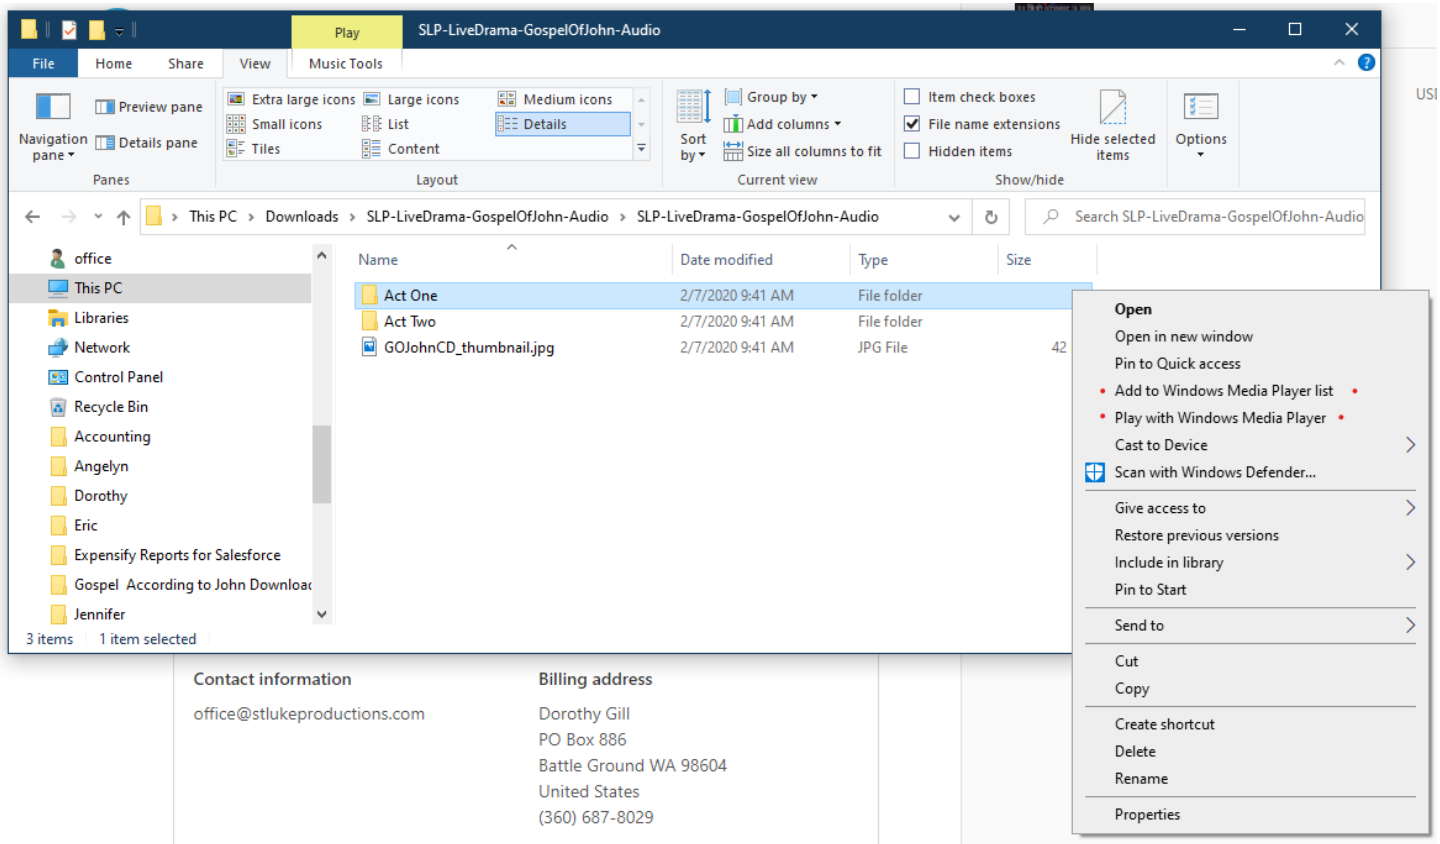 Play
SLP-LiveDrama-GospelOfJohn-Audio
File
Home
Share
View
Music Tools
Navigation pane
Preview pane
Details pane
Panes
Extra large icons
Large icons
Medium icons
Small icons
List
Details
Tiles
Content
Layout
Sort by
Group by
Add columns
Size all columns to fit
Current view
Item check boxes
File name extensions
Hidden items
Hide selected items
Show/hide
Options
This PC > Downloads > SLP-LiveDrama-GospelOfJohn-Audio > SLP-LiveDrama-GospelOfJohn-Audio
Search SLP-LiveDrama-GospelOfJohn-Audio
office
This PC
Libraries
Network
Control Panel
Recycle Bin
Accounting
Angelyn
Dorothy
Eric
Expensify Reports for Salesforce
Gospel According to John Downloa
Jennifer
Name Date modified Type Size
Act One 2/7/2020 9:41 AM File folder
Act Two 2/7/2020 9:41 AM File folder
GOJohnCD_thumbnail.jpg 2/7/2020 9:41 AM JPG File 42
3 items 1 item selected
Open
Open in new window
Pin to Quick access
Add to Windows Media Player list
Play with Windows Media Player
Cast to Device
Scan with Windows Defender...
Give access to
Restore previous versions
Include in library
Pin to Start
Send to
Cut
Copy
Create shortcut
Delete
Rename
Properties
Contact information
office@stlukeproductions.com
Billing address
Dorothy Gill
PO Box 886
Battle Ground WA 98604
United States
(360) 687-8029